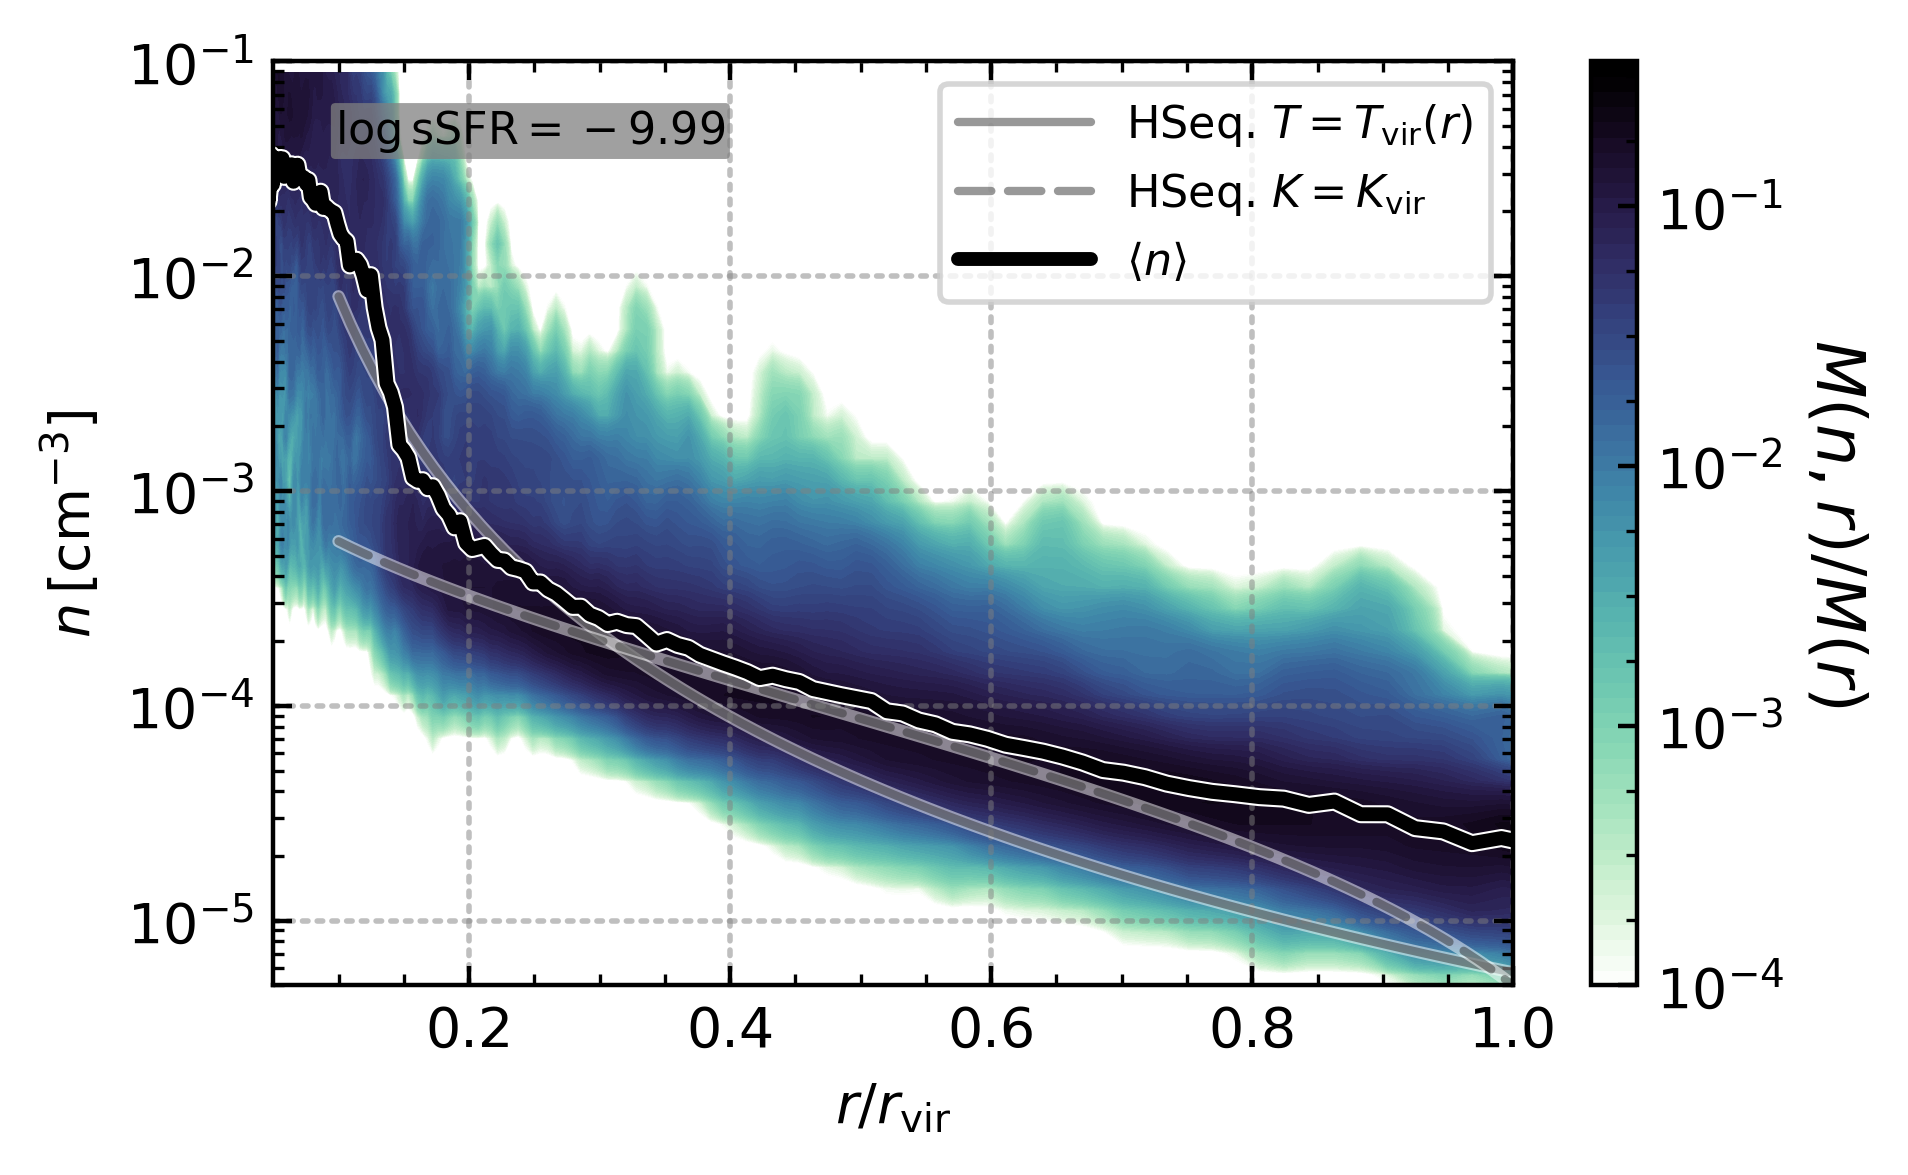 10⁻¹
10⁻²
10⁻³
10⁻⁴
10⁻⁵
n [cm⁻³]
log sSFR = −9.99
HSeq. T = T_vir(r)
HSeq. K = K_vir
⟨n⟩
0.2 0.4 0.6 0.8 1.0
r/r_vir
10⁻¹
10⁻²
10⁻³
10⁻⁴
M(n, r)/M(r)